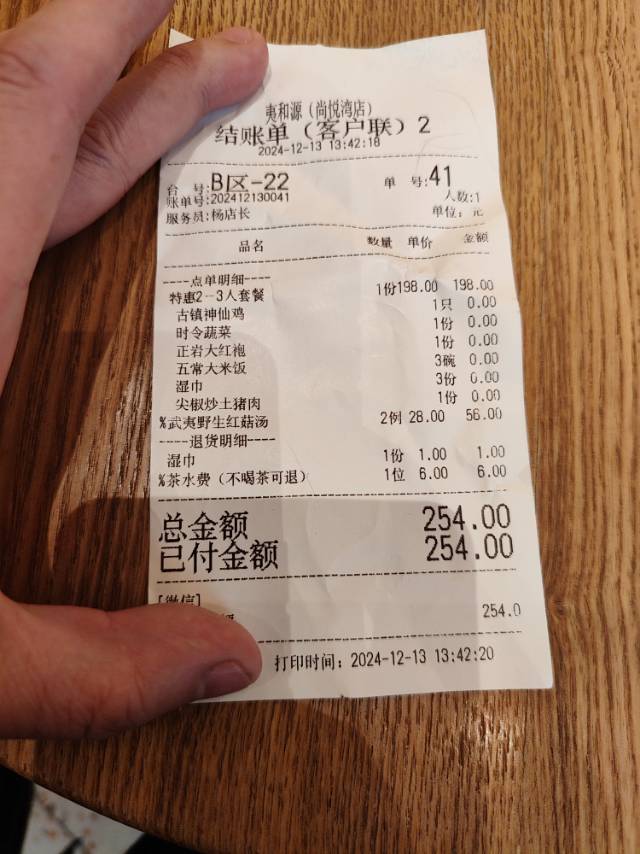 夷和源（尚悦湾店）
结账单（客户联）2
2024-12-13 13:42:18
台 号:B区-22 单 号:41
账单号:202412130041 人数:1
服务员:杨店长 单位: 元
品名 数量 单价 金额
----点单明细----
特惠2-3人套餐 1份198.00 198.00
古镇神仙鸡 1只 0.00
时令蔬菜 1份 0.00
正岩大红袍 1份 0.00
五常大米饭 3碗 0.00
湿巾 3份 0.00
尖椒炒土猪肉 1份 0.00
%武夷野生红菇汤 2例 28.00 56.00
----退货明细----
湿巾 1份 1.00 1.00
%茶水费（不喝茶可退） 1位 6.00 6.00
总金额 254.00
已付金额 254.00
[微信]
254.0
打印时间：2024-12-13 13:42:20